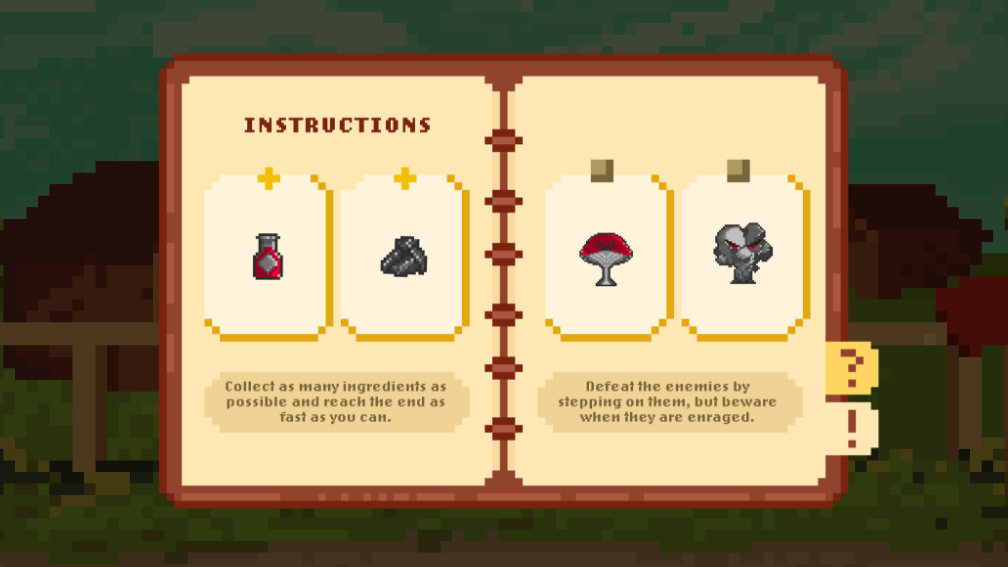 INSTRUCTIONS
Collect as many ingredients as
possible and reach the end as
fast as you can.
Defeat the enemies by
stepping on them, but beware
when they are enraged.
?
!